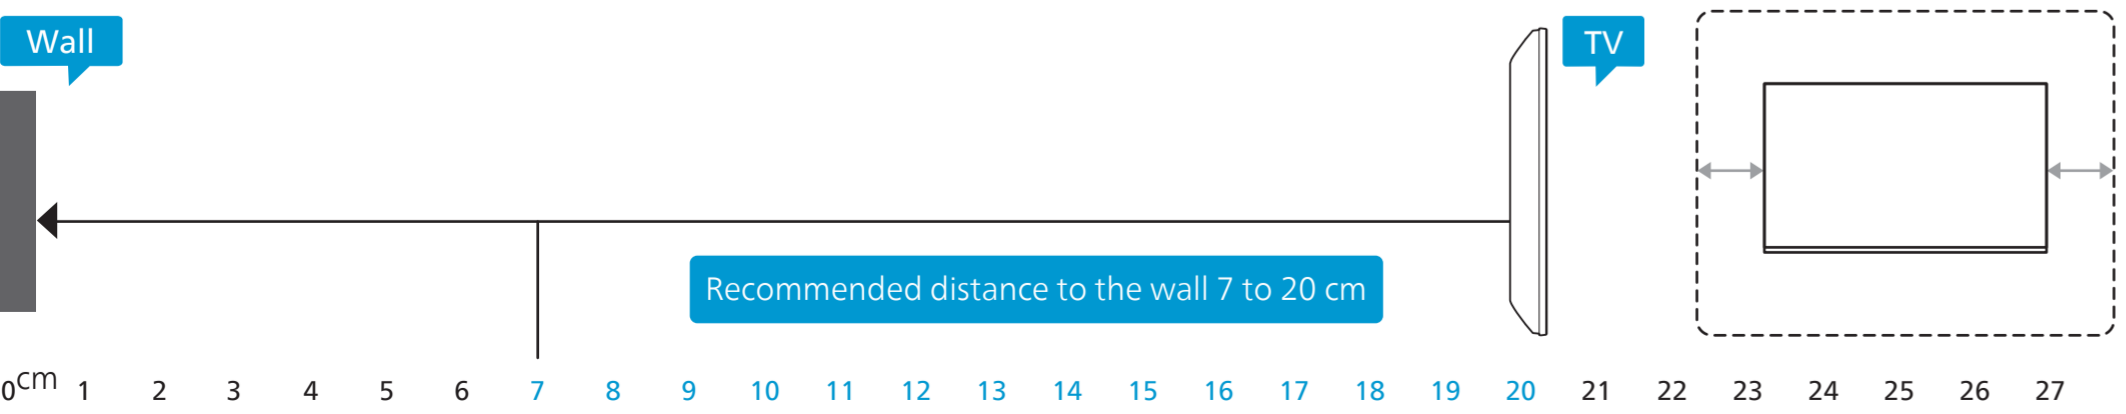 Wall
TV
Recommended distance to the wall 7 to 20 cm
0cm 1 2 3 4 5 6 7 8 9 10 11 12 13 14 15 16 17 18 19 20 21 22 23 24 25 26 27